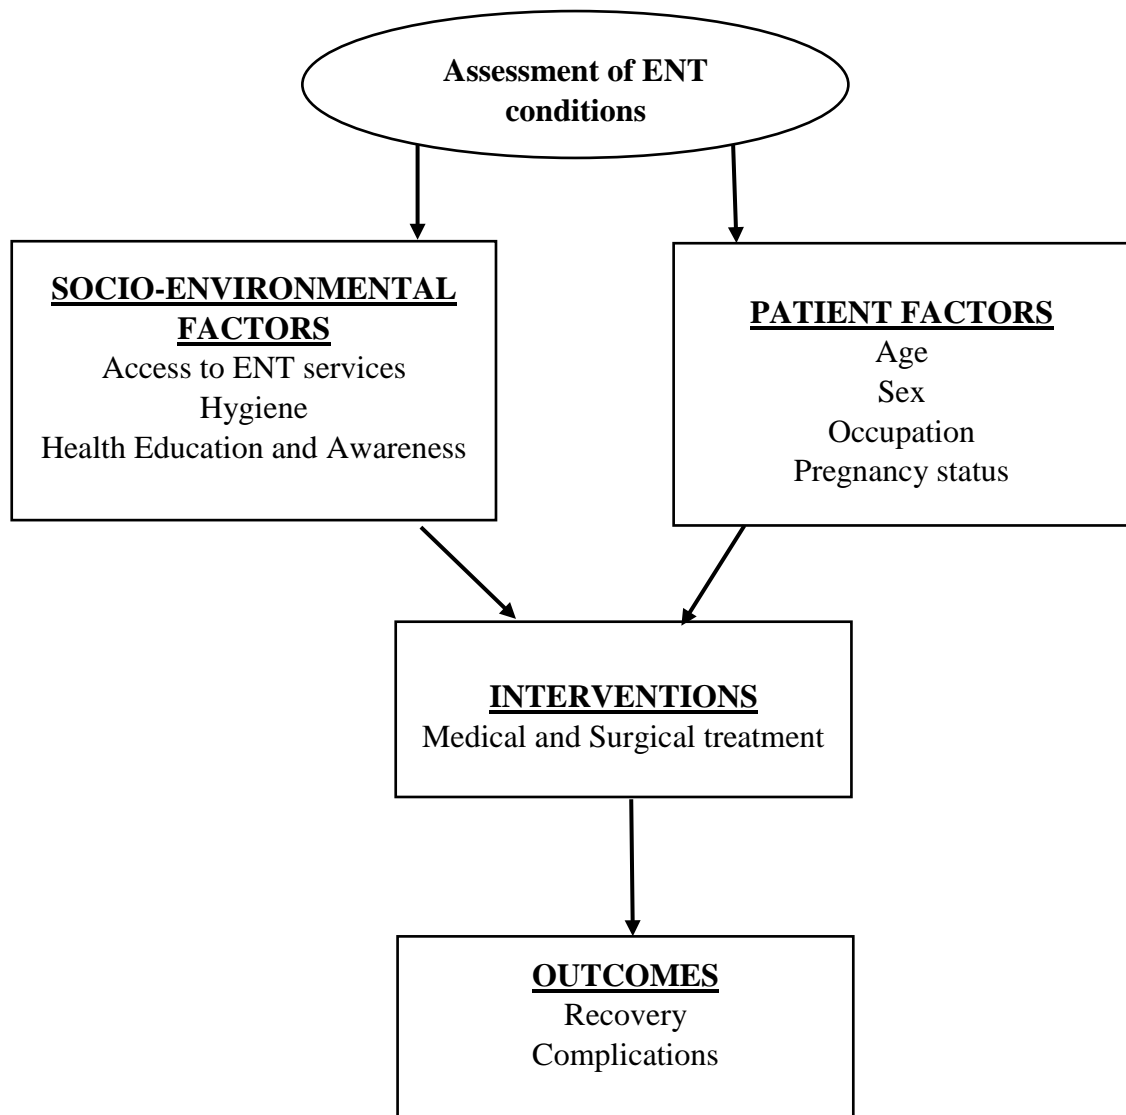 Assessment of ENT
conditions
SOCIO-ENVIRONMENTAL
FACTORS
Access to ENT services
Hygiene
Health Education and Awareness
PATIENT FACTORS
Age
Sex
Occupation
Pregnancy status
INTERVENTIONS
Medical and Surgical treatment
OUTCOMES
Recovery
Complications